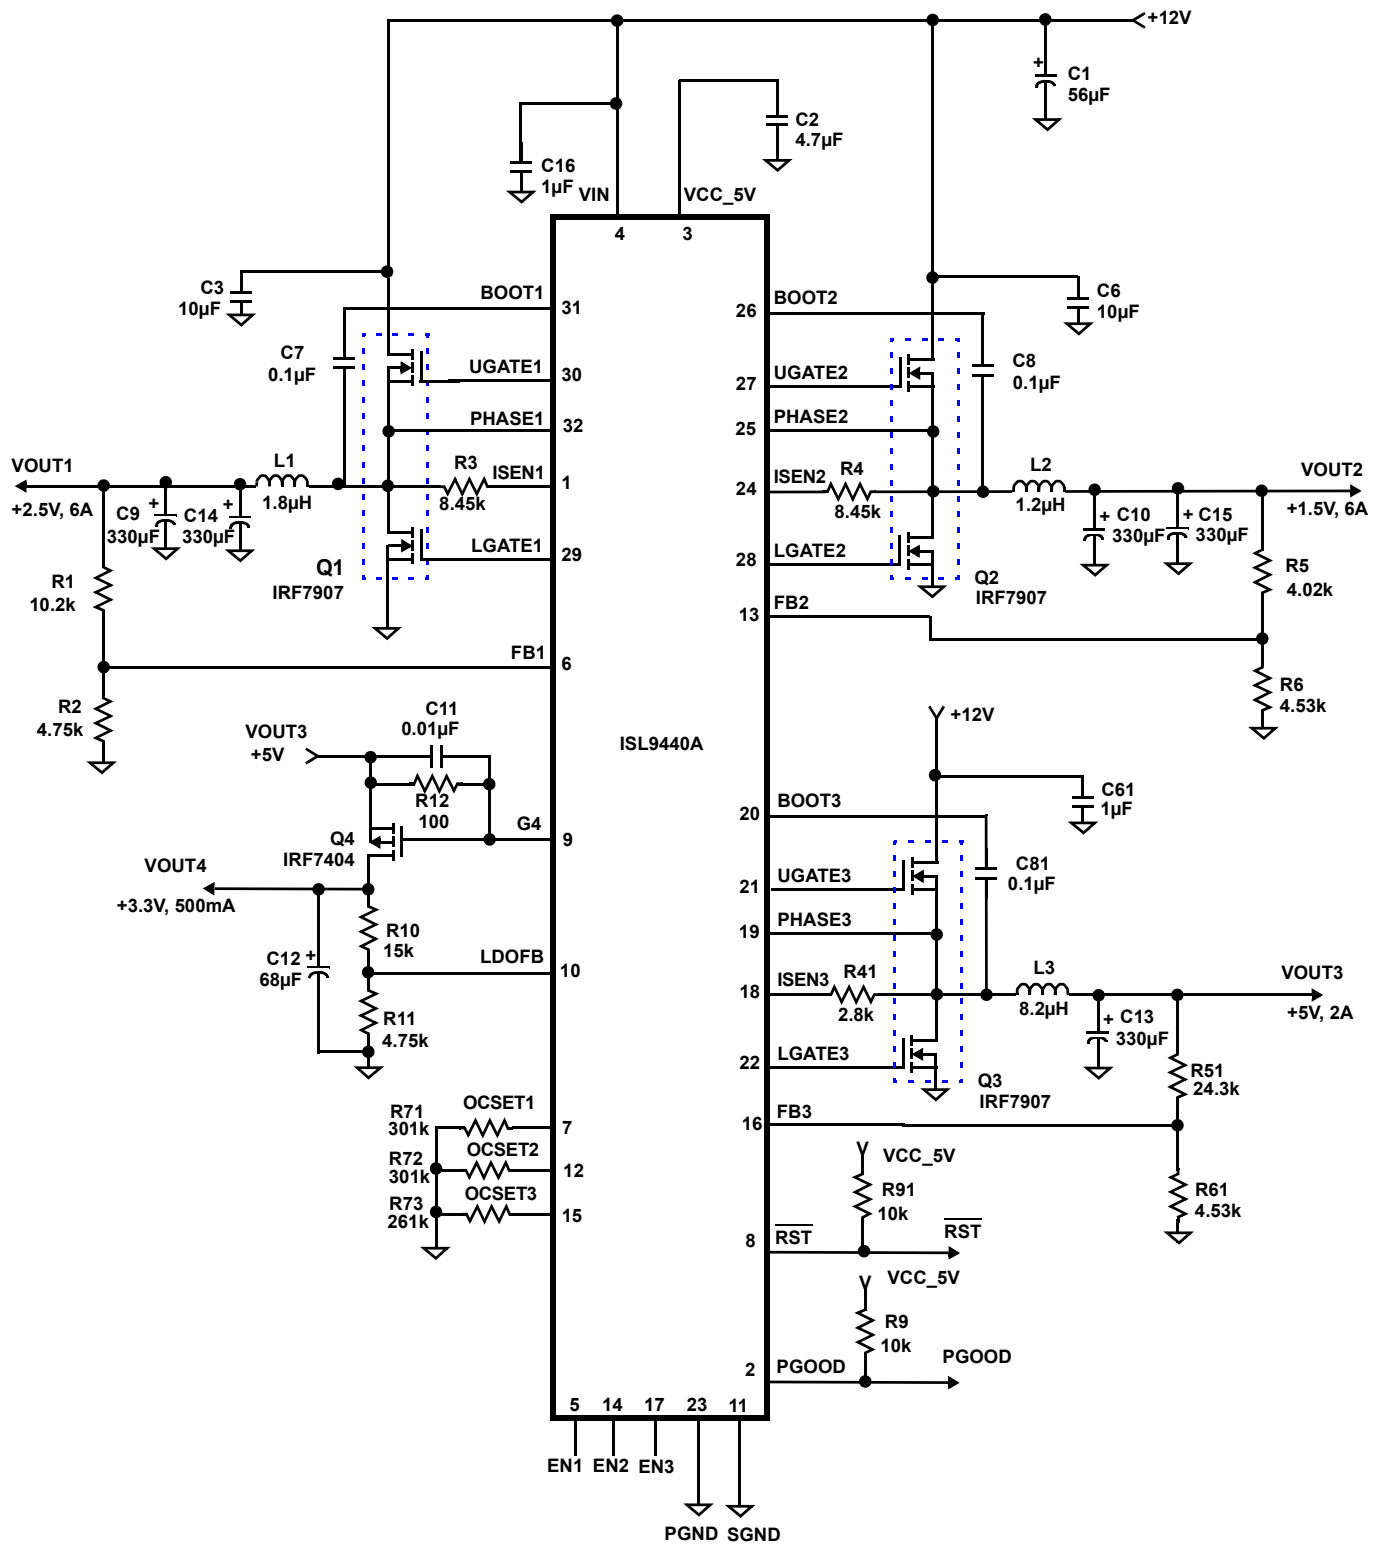 +12V
C1
56µF
C2
4.7µF
C16
1µF
VIN
VCC_5V
4
3
C3
10µF
BOOT1
31
C7
0.1µF
UGATE1
30
PHASE1
32
VOUT1
+2.5V, 6A
L1
1.8µH
C9
330µF
C14
330µF
R3
8.45k
ISEN1
1
LGATE1
29
Q1
IRF7907
R1
10.2k
FB1
6
R2
4.75k
C11
0.01µF
VOUT3
+5V
R12
100
G4
9
Q4
IRF7404
VOUT4
+3.3V, 500mA
R10
15k
C12
68µF
LDOFB
10
R11
4.75k
R71
301k
OCSET1
7
R72
301k
OCSET2
12
R73
261k
OCSET3
15
ISL9440A
26
BOOT2
C6
10µF
C8
0.1µF
27
UGATE2
25
PHASE2
24
ISEN2
R4
8.45k
L2
1.2µH
VOUT2
+1.5V, 6A
C10
330µF
C15
330µF
28
LGATE2
Q2
IRF7907
R5
4.02k
13
FB2
R6
4.53k
+12V
C61
1µF
20
BOOT3
C81
0.1µF
21
UGATE3
19
PHASE3
18
ISEN3
R41
2.8k
L3
8.2µH
VOUT3
+5V, 2A
C13
330µF
22
LGATE3
Q3
IRF7907
R51
24.3k
16
FB3
R61
4.53k
VCC_5V
R91
10k
8
RST
RST
VCC_5V
R9
10k
2
PGOOD
PGOOD
5
14
17
23
11
EN1
EN2
EN3
PGND
SGND